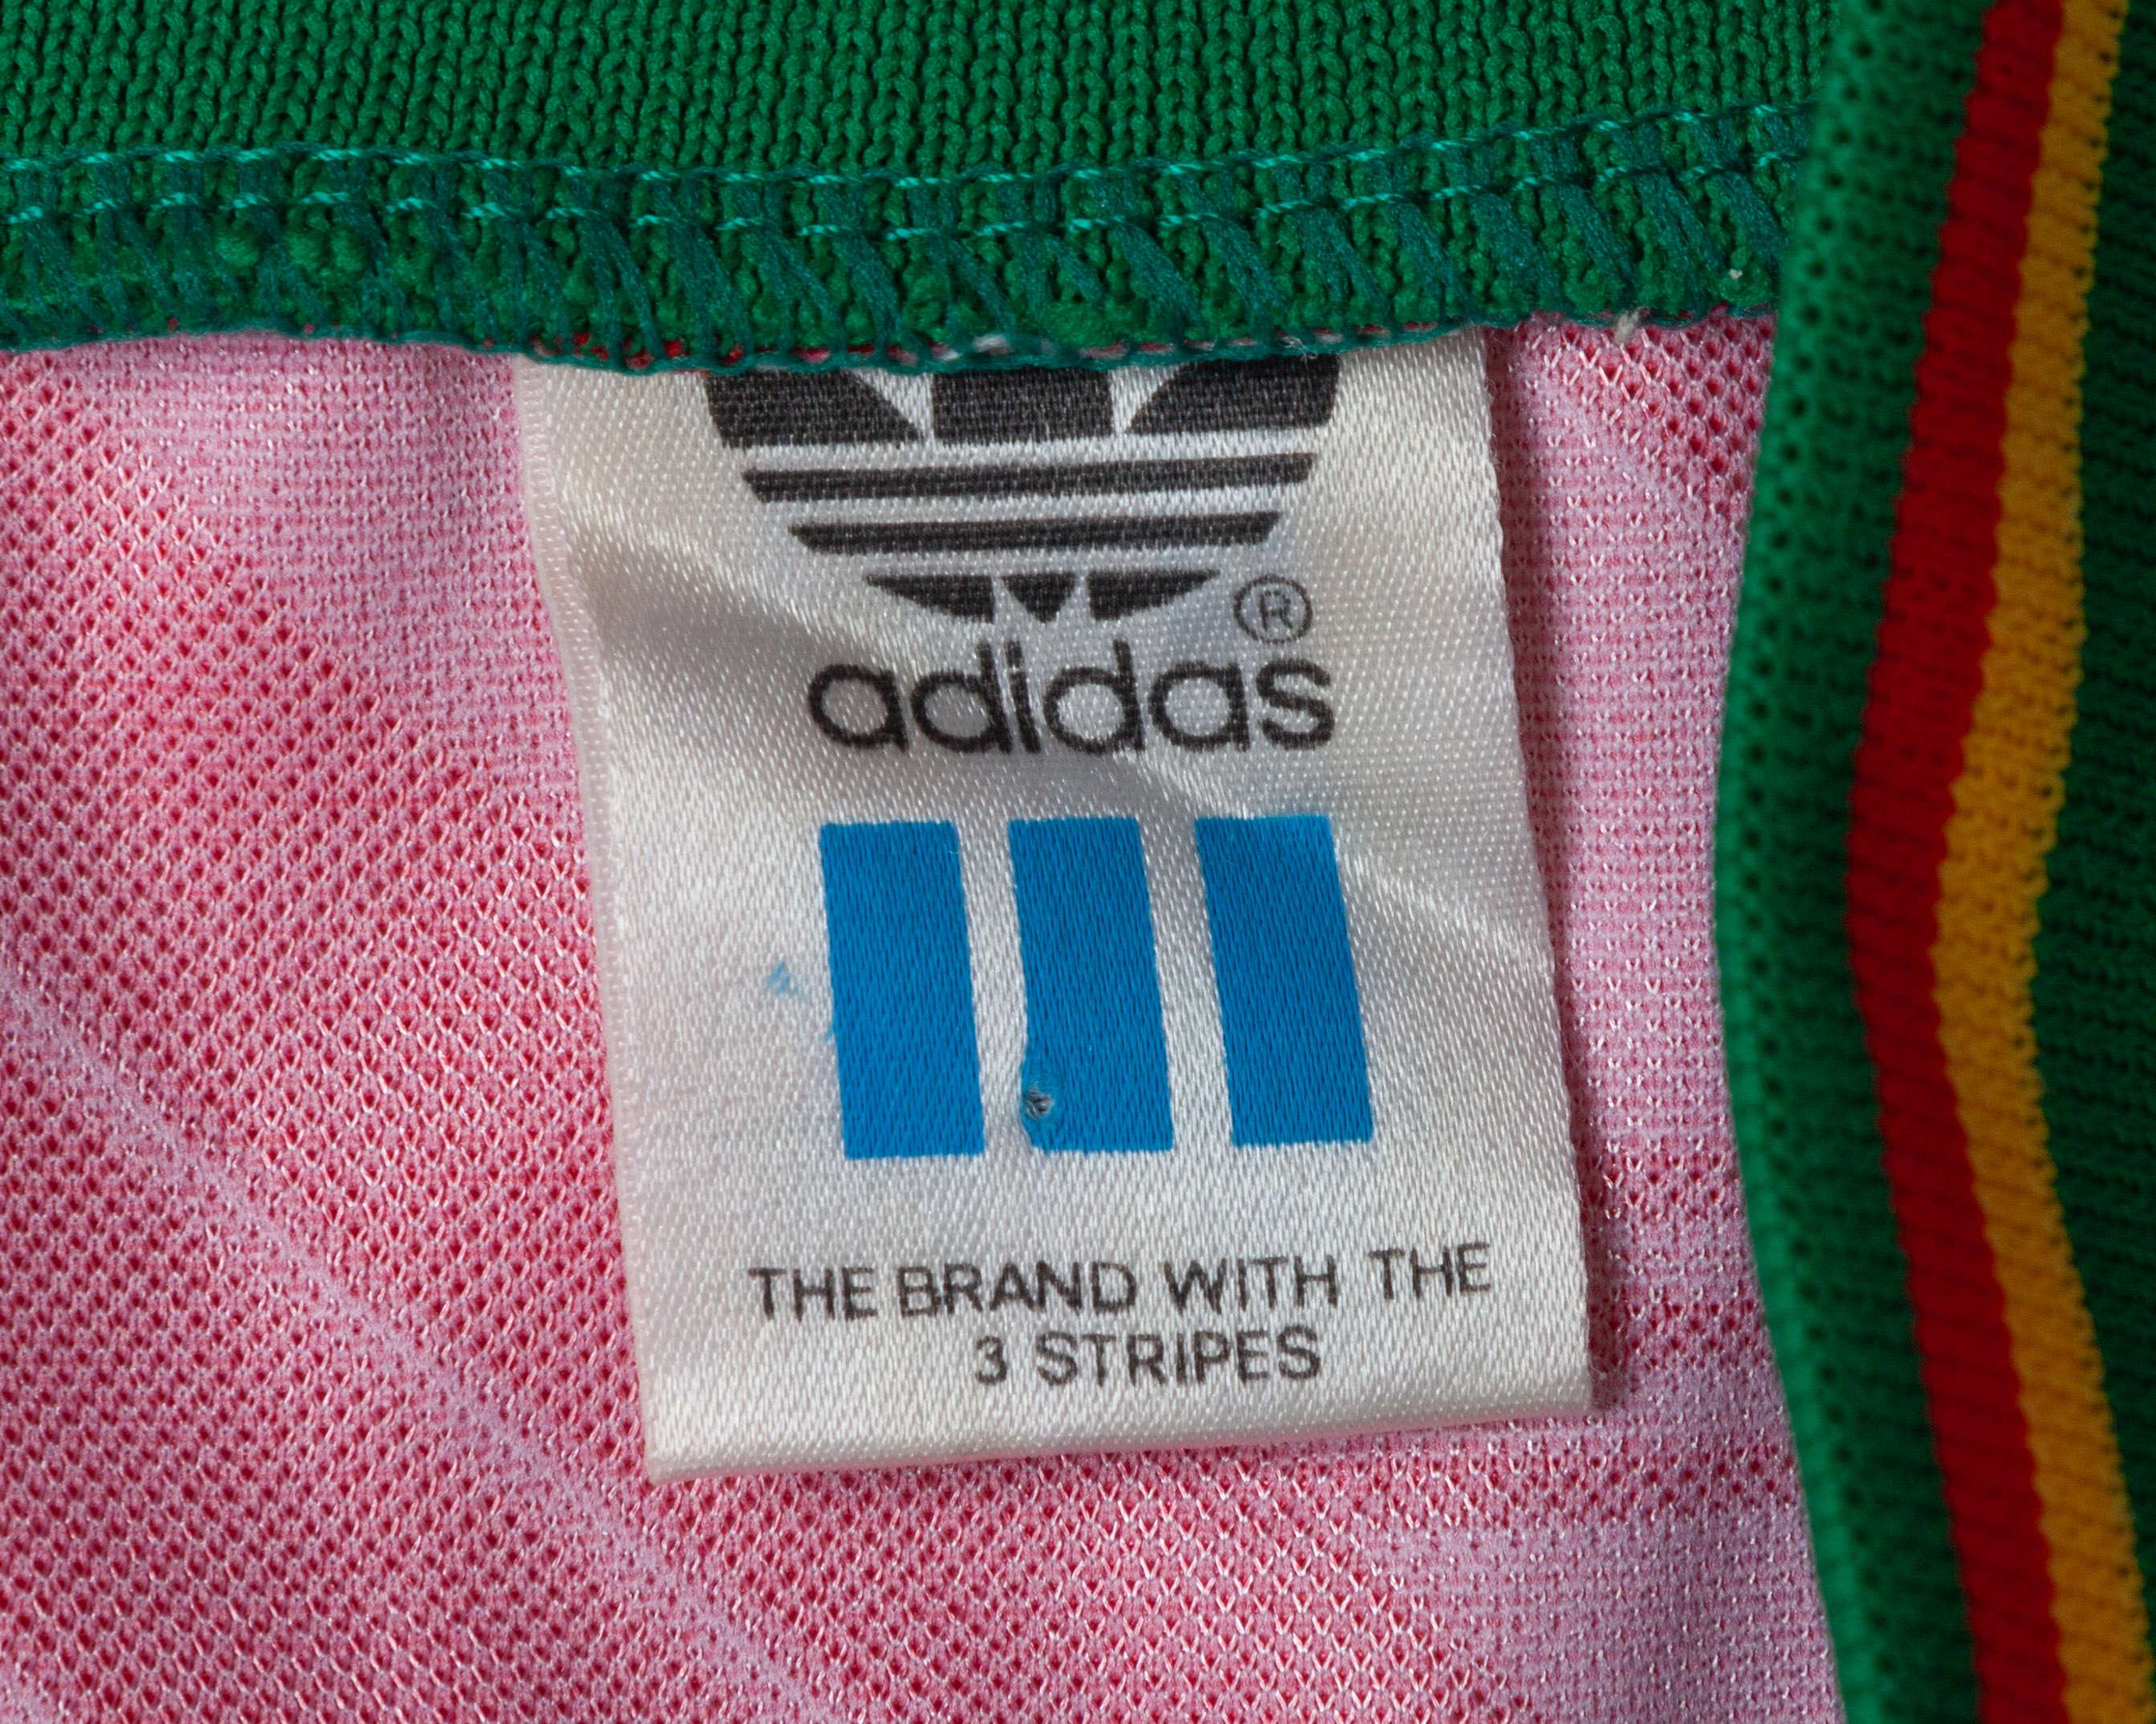 ®
adidas
THE BRAND WITH THE
3 STRIPES